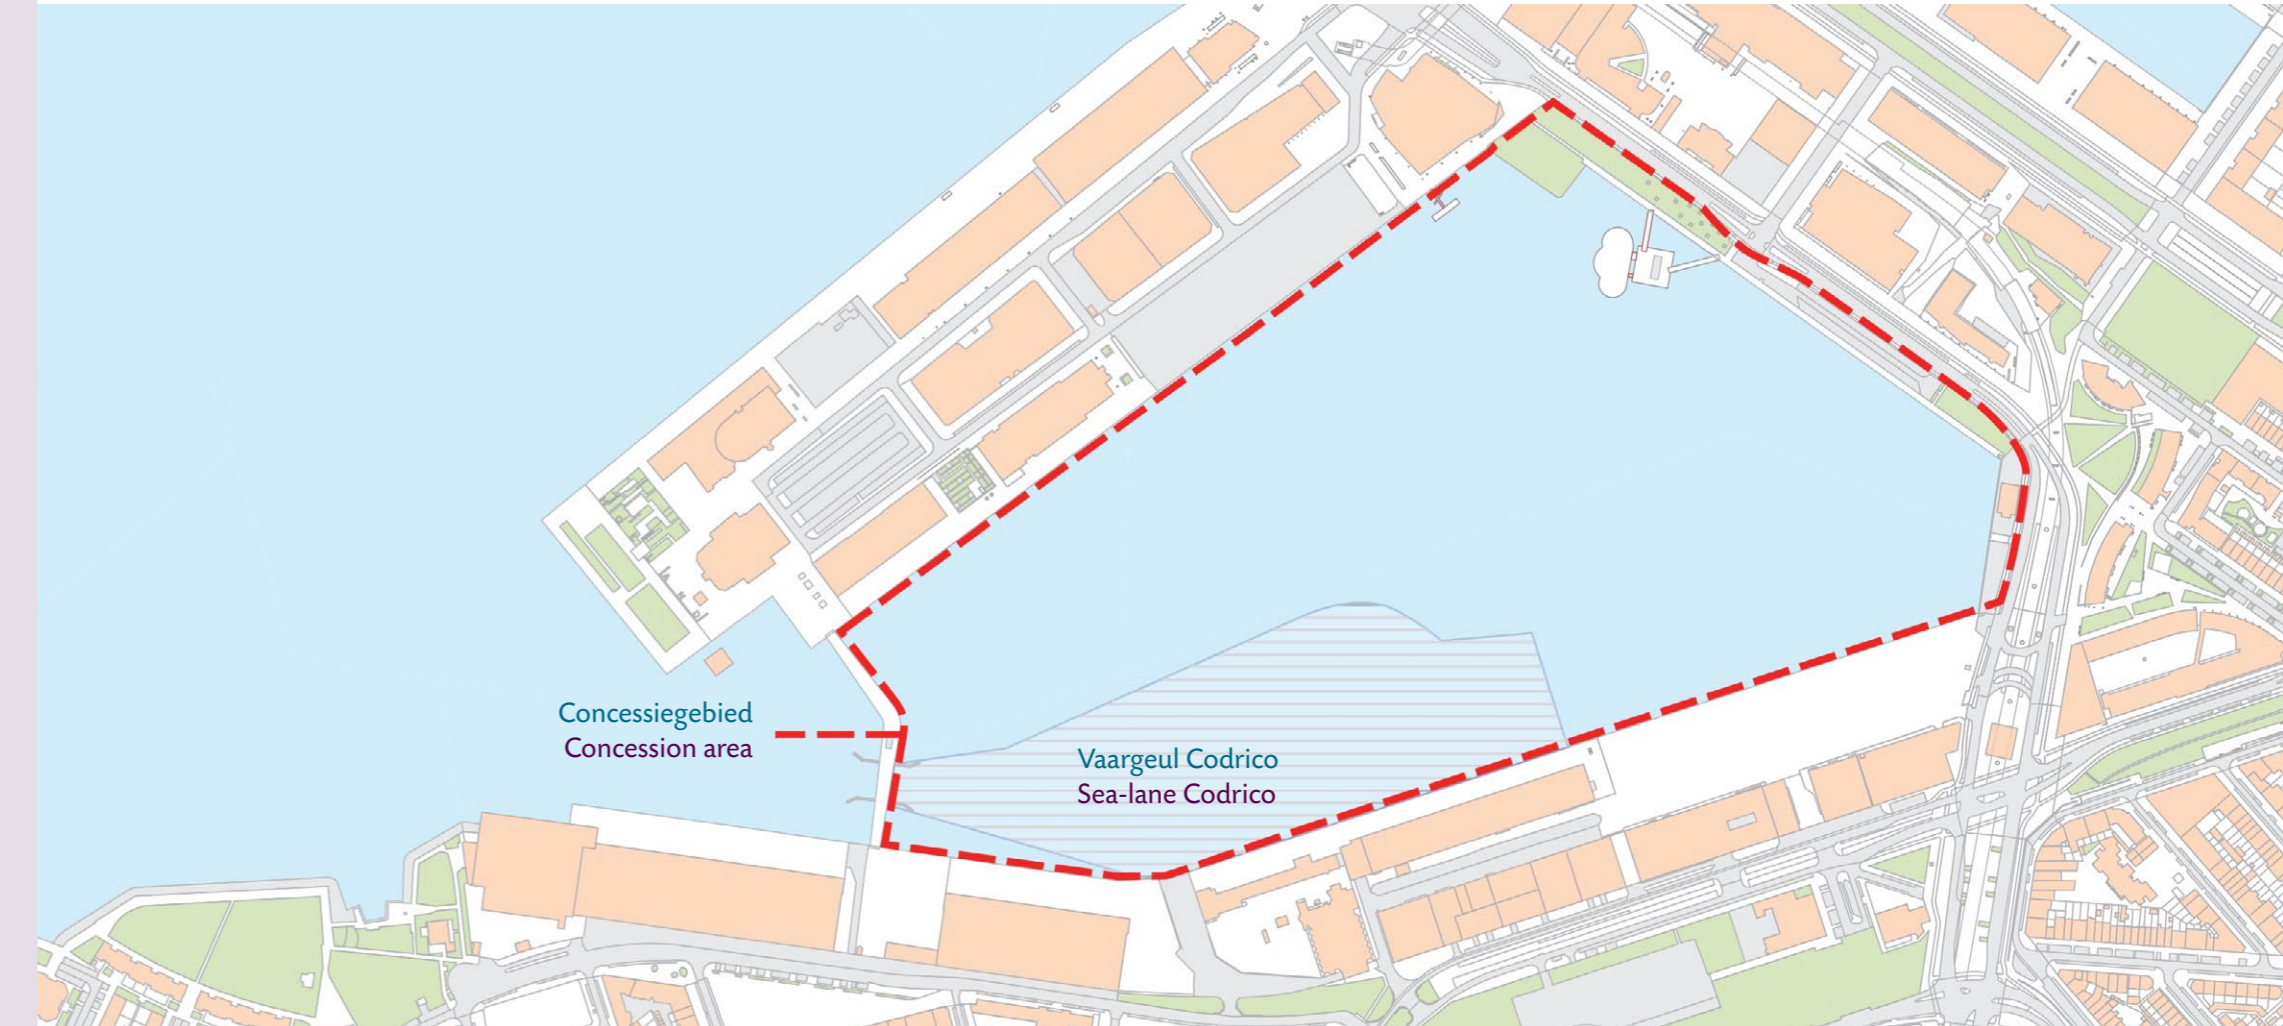 Concessiegebied
Concession area
Vaargeul Codrico
Sea-lane Codrico